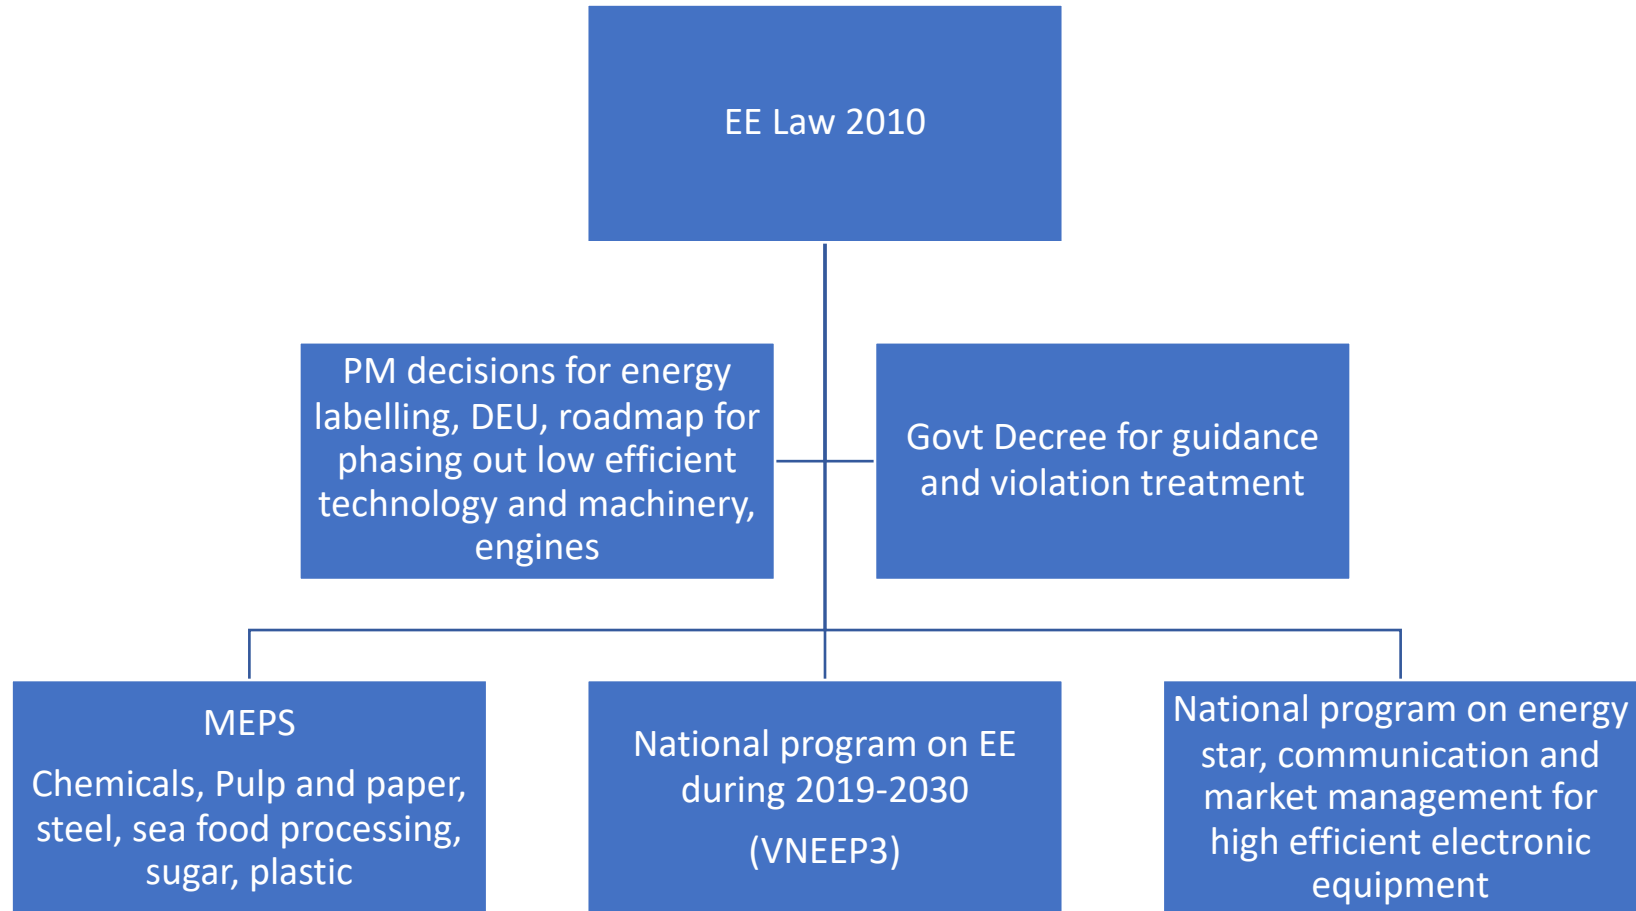 EE Law 2010
PM decisions for energy
labelling, DEU, roadmap for
phasing out low efficient
technology and machinery,
engines
Govt Decree for guidance
and violation treatment
MEPS
Chemicals, Pulp and paper,
steel, sea food processing,
sugar, plastic
National program on EE
during 2019-2030
(VNEEP3)
National program on energy
star, communication and
market management for
high efficient electronic
equipment